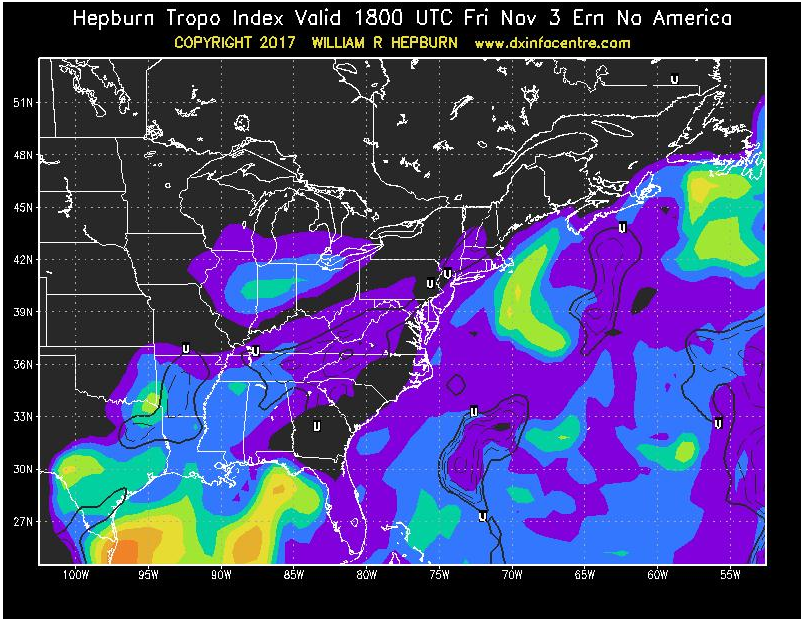 Hepburn Tropo Index Valid 1800 UTC Fri Nov 3 Ern No America
COPYRIGHT 2017 WILLIAM R HEPBURN www.dxinfocentre.com
U
51N
48N
45N
U
42N
U
U
39N
U
U
36N
U
33N
U
U
30N
U
27N
100W 95W 90W 85W 80W 75W 70W 65W 60W 55W